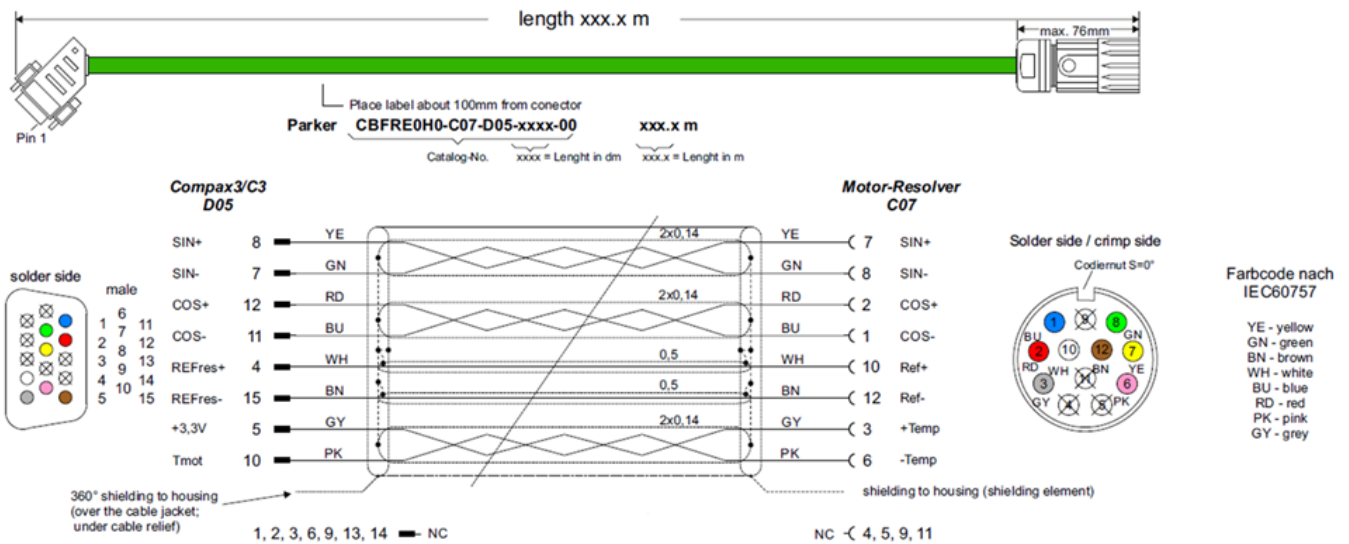 length xxx.x m
max. 76mm
Pin 1
Place label about 100mm from conector
Parker CBFRE0H0-C07-D05-xxxx-00 xxx.x m
Catalog-No. xxxx = Lenght in dm xxx.x = Lenght in m
Compax3/C3
D05
Motor-Resolver
C07
SIN+ 8 YE 2x0,14 YE 7 SIN+
SIN- 7 GN GN 8 SIN-
COS+ 12 RD 2x0,14 RD 2 COS+
COS- 11 BU BU 1 COS-
REFres+ 4 WH 0,5 WH 10 Ref+
REFres- 15 BN 0,5 BN 12 Ref-
+3,3V 5 GY 2x0,14 GY 3 +Temp
Tmot 10 PK PK 6 -Temp
solder side
male
6
1 11
7
2 12
8
3 13
9
4 14
10
5 15
Solder side / crimp side
Codiernut S=0°
1 9 8
BU GN
2 10 12 7
RD WH BN YE
3 11 6
GY 4 5 PK
Farbcode nach
IEC60757
YE - yellow
GN - green
BN - brown
WH - white
BU - blue
RD - red
PK - pink
GY - grey
360° shielding to housing
(over the cable jacket;
under cable relief)
shielding to housing (shielding element)
1, 2, 3, 6, 9, 13, 14 NC
NC 4, 5, 9, 11